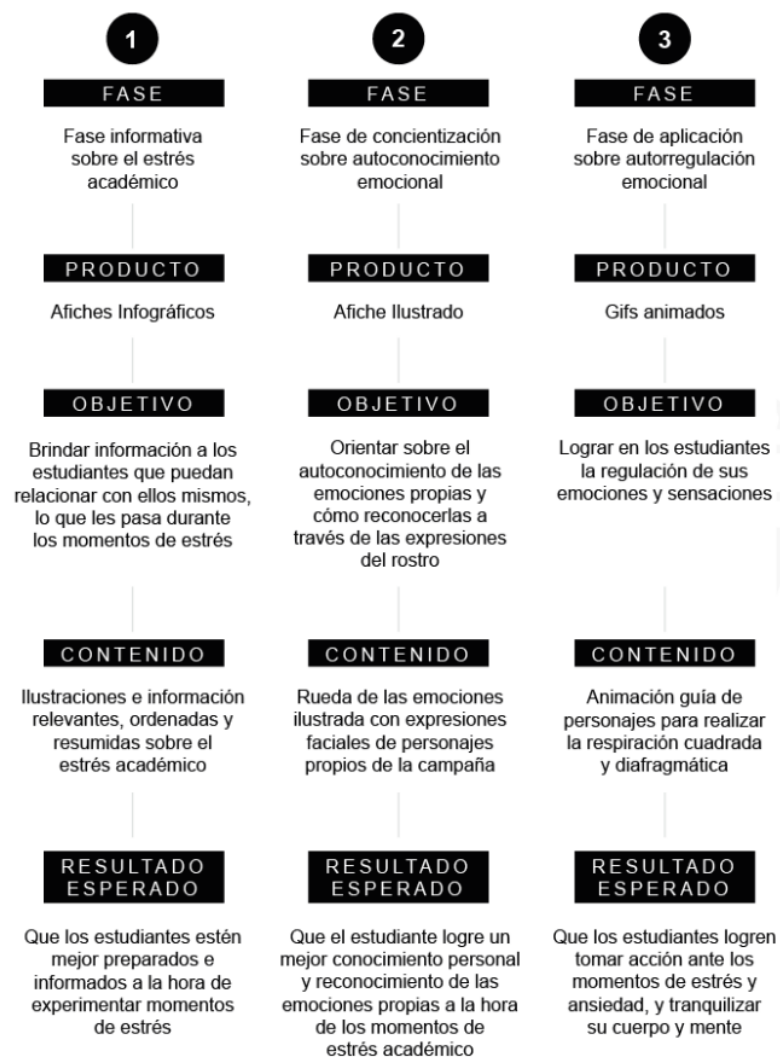 1
FASE
Fase informativa
sobre el estrés
académico
PRODUCTO
Afiches Infográficos
OBJETIVO
Brindar información a los
estudiantes que puedan
relacionar con ellos mismos,
lo que les pasa durante
los momentos de estrés
CONTENIDO
Ilustraciones e información
relevantes, ordenadas y
resumidas sobre el
estrés académico
RESULTADO
ESPERADO
Que los estudiantes estén
mejor preparados e
informados a la hora de
experimentar momentos
de estrés
2
FASE
Fase de concientización
sobre autoconocimiento
emocional
PRODUCTO
Afiche Ilustrado
OBJETIVO
Orientar sobre el
autoconocimiento de las
emociones propias y
cómo reconocerlas a
través de las expresiones
del rostro
CONTENIDO
Rueda de las emociones
ilustrada con expresiones
faciales de personajes
propios de la campaña
RESULTADO
ESPERADO
Que el estudiante logre un
mejor conocimiento personal
y reconocimiento de las
emociones propias a la hora
de los momentos de
estrés académico
3
FASE
Fase de aplicación
sobre autorregulación
emocional
PRODUCTO
Gifs animados
OBJETIVO
Lograr en los estudiantes
la regulación de sus
emociones y sensaciones
CONTENIDO
Animación guía de
personajes para realizar
la respiración cuadrada
y diafragmática
RESULTADO
ESPERADO
Que los estudiantes logren
tomar acción ante los
momentos de estrés y
ansiedad, y tranquilizar
su cuerpo y mente